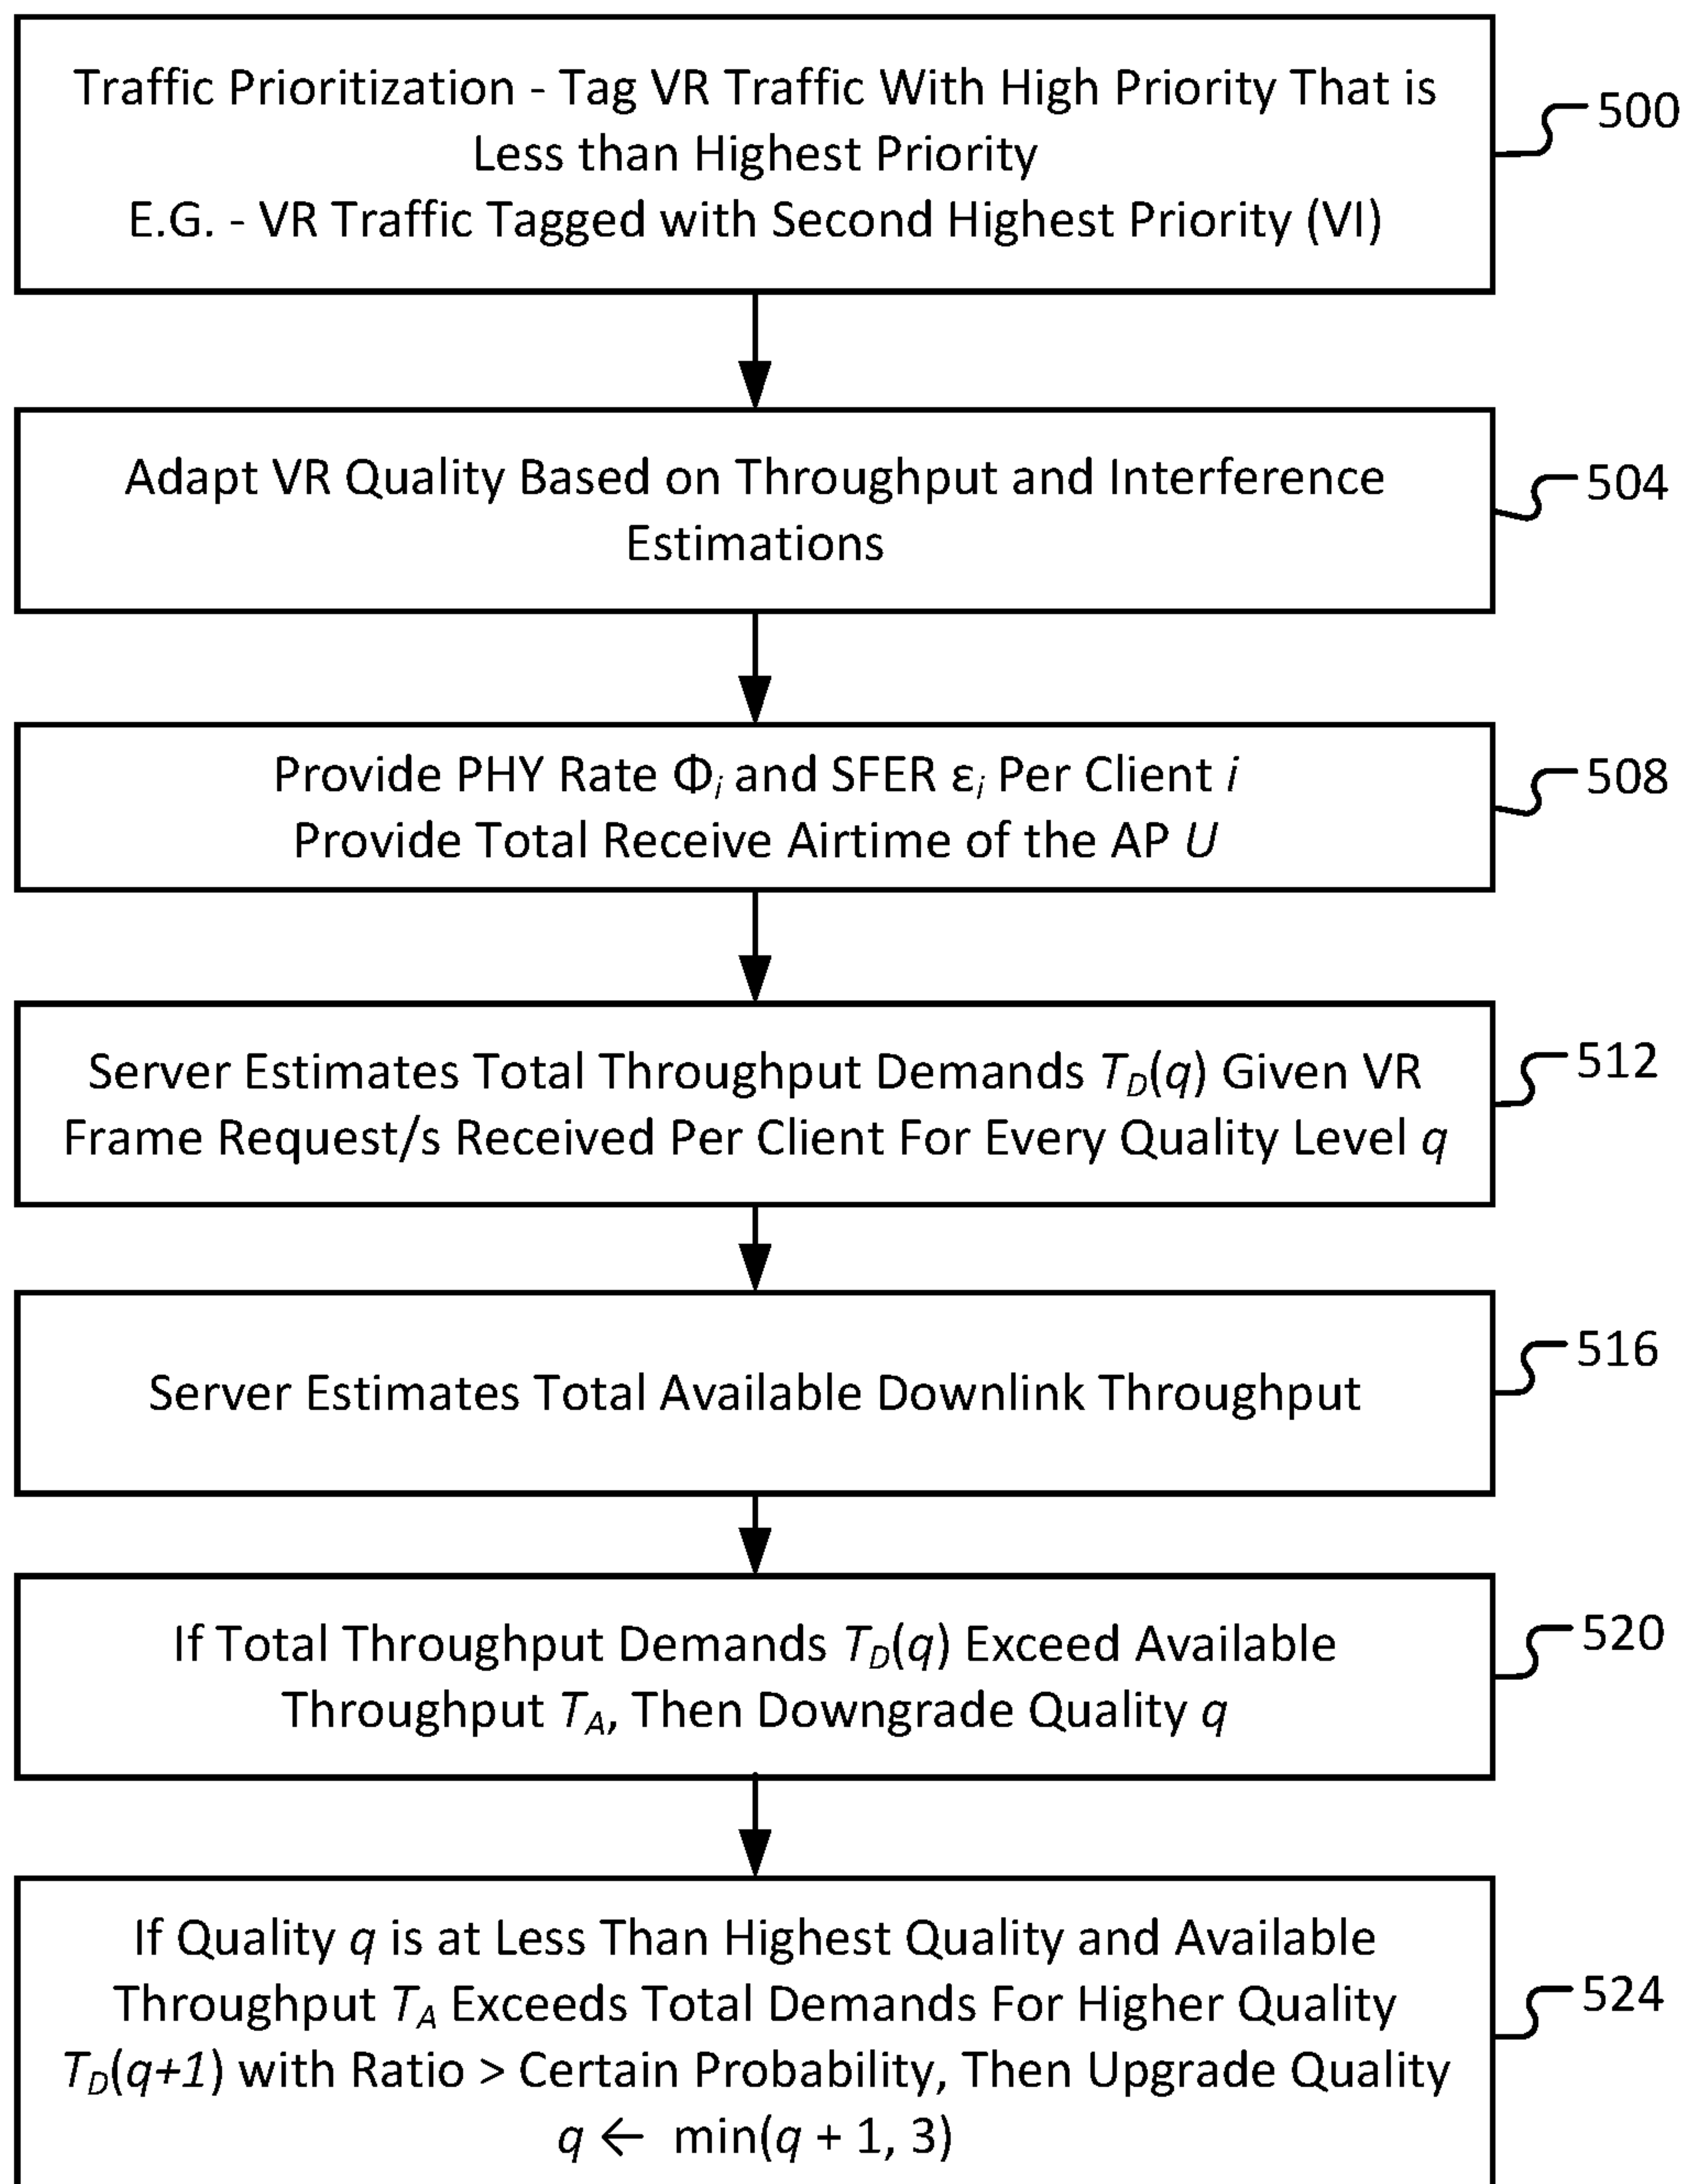 Traffic Prioritization - Tag VR Traffic With High Priority That is
Less than Highest Priority
E.G. - VR Traffic Tagged with Second Highest Priority (VI)
500
Adapt VR Quality Based on Throughput and Interference
Estimations
504
Provide PHY Rate Φi and SFER εi Per Client i
Provide Total Receive Airtime of the AP U
508
Server Estimates Total Throughput Demands TD(q) Given VR
Frame Request/s Received Per Client For Every Quality Level q
512
Server Estimates Total Available Downlink Throughput
516
If Total Throughput Demands TD(q) Exceed Available
Throughput TA, Then Downgrade Quality q
520
If Quality q is at Less Than Highest Quality and Available
Throughput TA Exceeds Total Demands For Higher Quality
TD(q+1) with Ratio > Certain Probability, Then Upgrade Quality
q ← min(q + 1, 3)
524